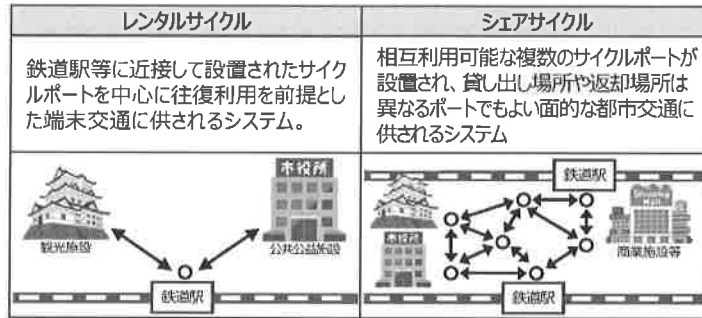 レンタルサイクル
シェアサイクル
鉄道駅等に近接して設置されたサイク
ルポートを中心に往復利用を前提とし
た端末交通に供されるシステム。
相互利用可能な複数のサイクルポートが
設置され、貸し出し場所や返却場所は
異なるポートでもよい面的な都市交通に
供されるシステム
市役所
観光施設
公共公益施設
鉄道駅
鉄道駅
市役所
商業施設等
鉄道駅